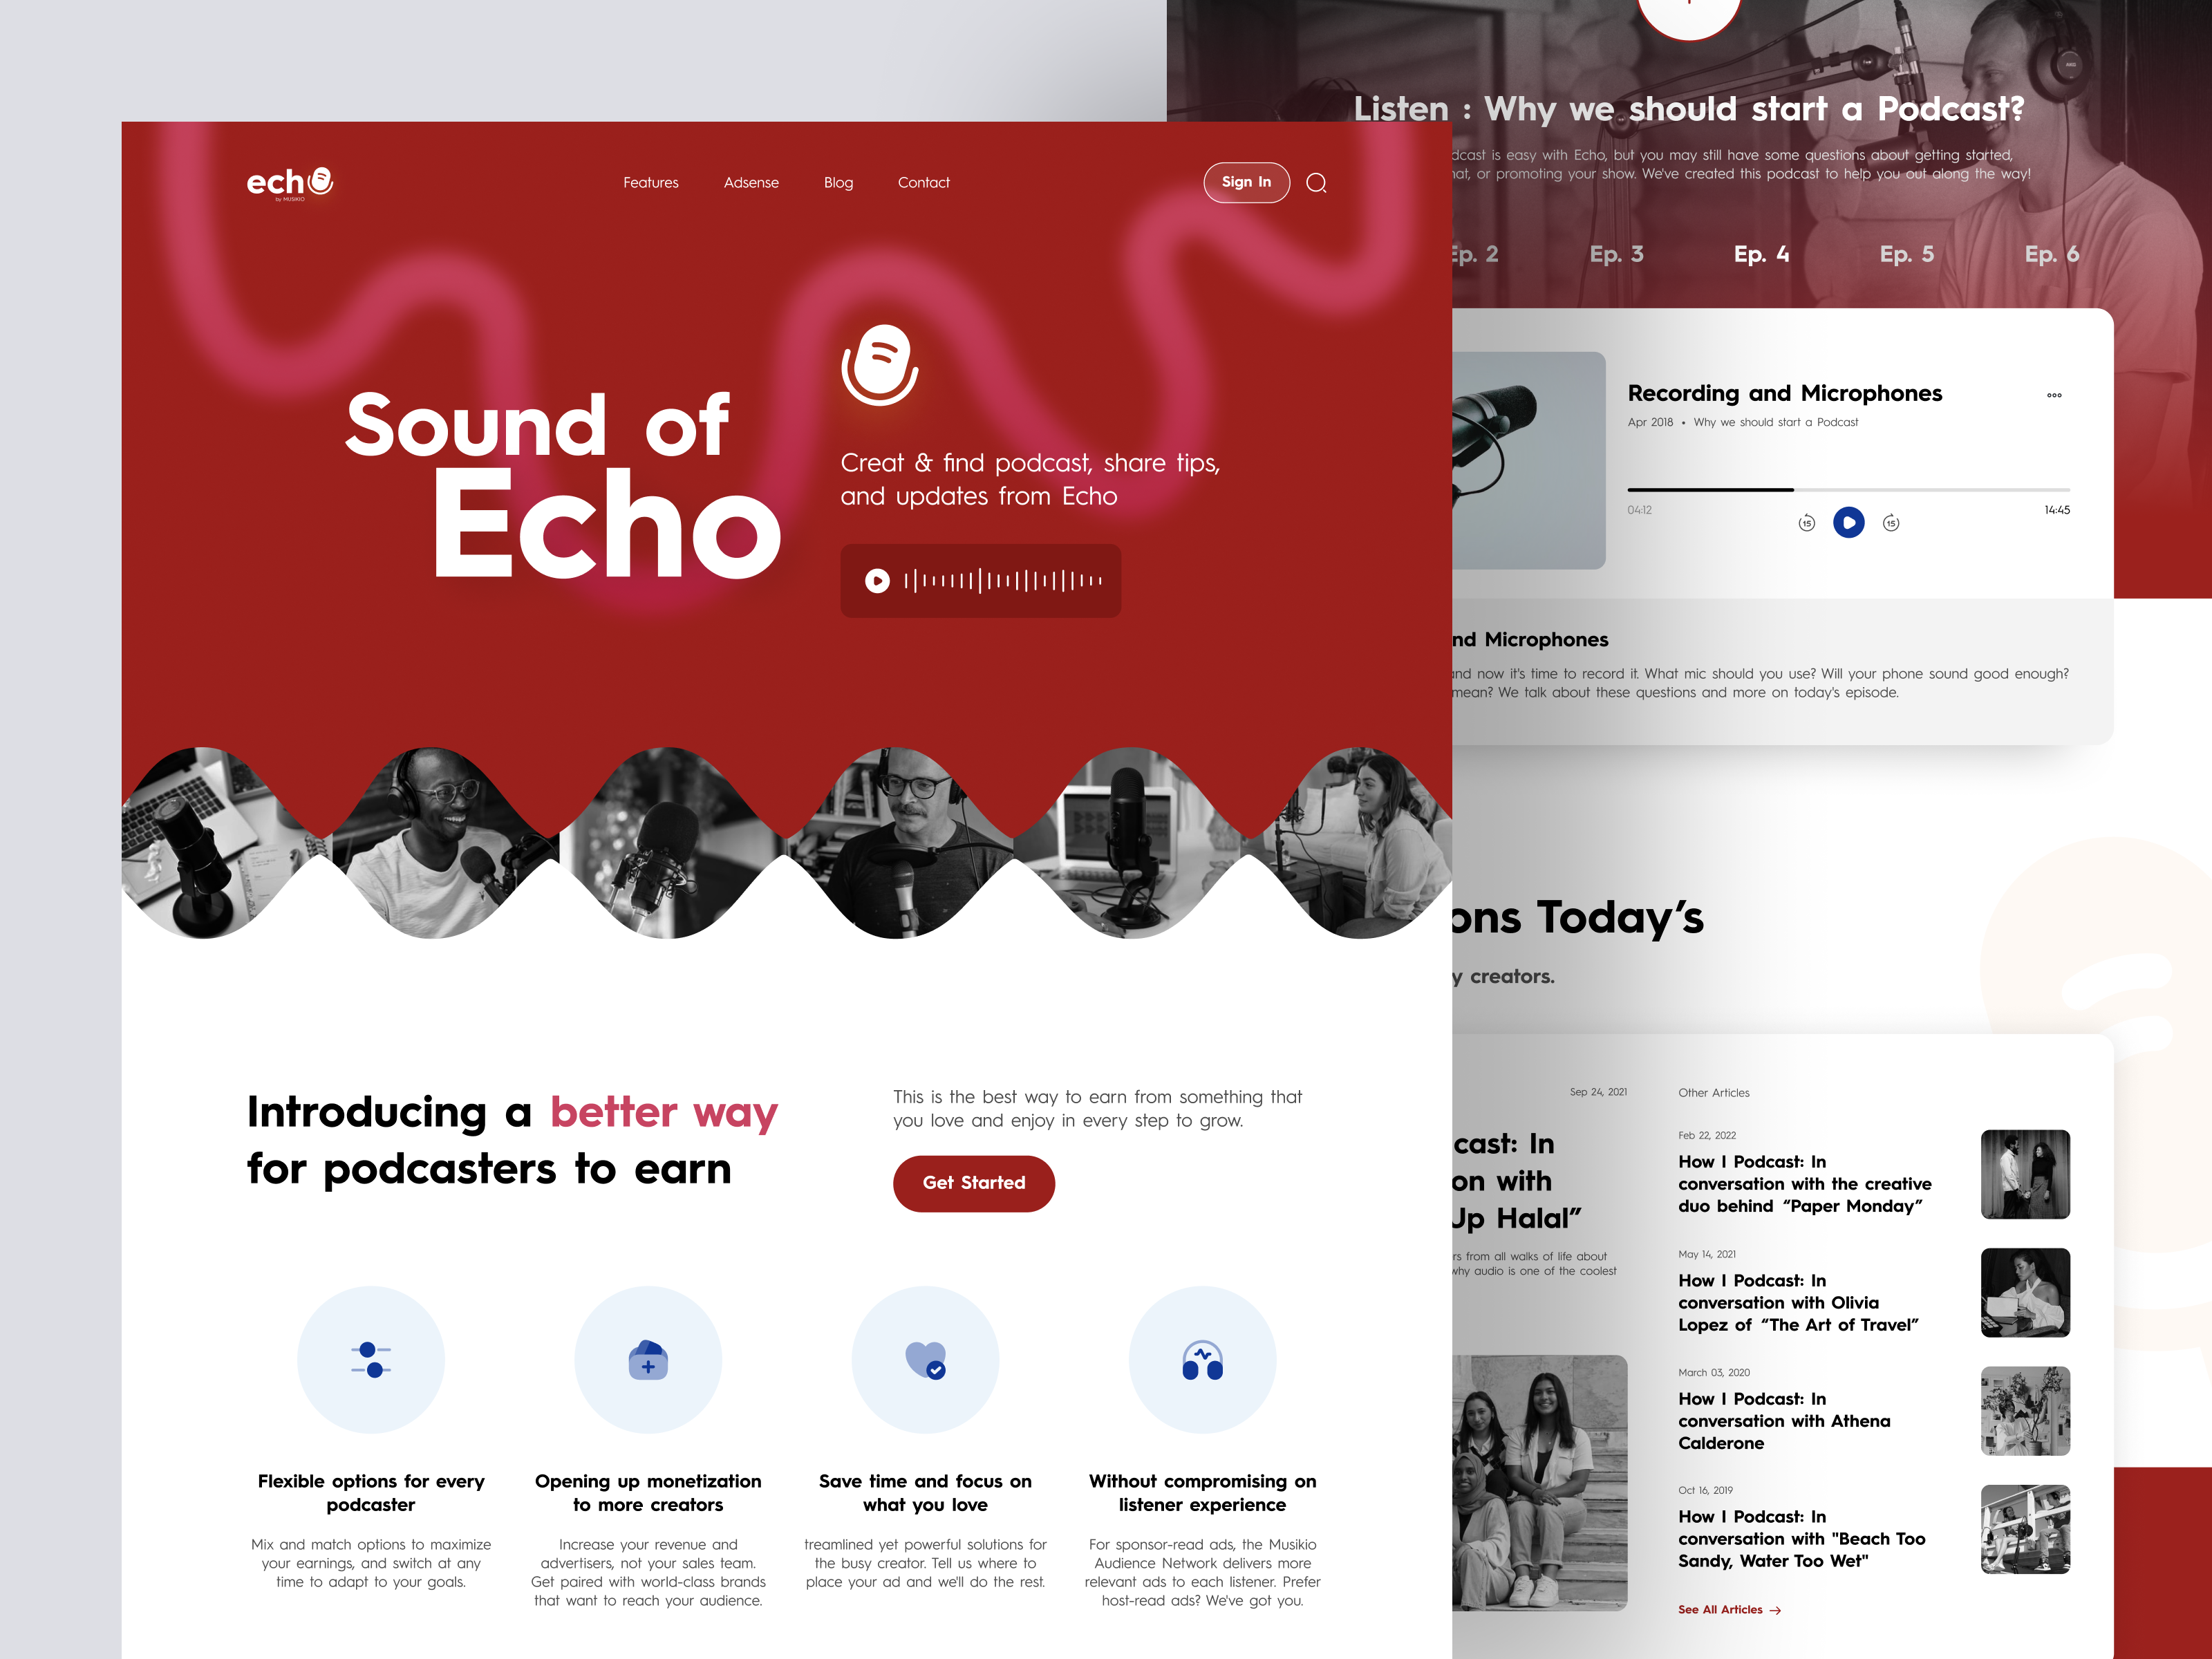 ech
by MUSIKIO
Features
Adsense
Blog
Contact
Sign In
Sound of
Echo
Creat & find podcast, share tips,
and updates from Echo
Introducing a better way
for podcasters to earn
This is the best way to earn from something that
you love and enjoy in every step to grow.
Get Started
Flexible options for every
podcaster
Mix and match options to maximize
your earnings, and switch at any
time to adapt to your goals.
Opening up monetization
to more creators
Increase your revenue and
advertisers, not your sales team.
Get paired with world-class brands
that want to reach your audience.
Save time and focus on
what you love
treamlined yet powerful solutions for
the busy creator. Tell us where to
place your ad and we'll do the rest.
Without compromising on
listener experience
For sponsor-read ads, the Musikio
Audience Network delivers more
relevant ads to each listener. Prefer
host-read ads? We've got you.
Listen : Why we should start a Podcast?
dcast is easy with Echo, but you may still have some questions about getting started,
hat, or promoting your show. We've created this podcast to help you out along the way!
Ep. 2
Ep. 3
Ep. 4
Ep. 5
Ep. 6
Recording and Microphones
Apr 2018 • Why we should start a Podcast
04:12
15
15
14:45
nd Microphones
and now it's time to record it. What mic should you use? Will your phone sound good enough?
mean? We talk about these questions and more on today's episode.
ons Today's
y creators.
Sep 24, 2021
cast: In
on with
Up Halal”
rs from all walks of life about
why audio is one of the coolest
Other Articles
Feb 22, 2022
How I Podcast: In
conversation with the creative
duo behind “Paper Monday”
May 14, 2021
How I Podcast: In
conversation with Olivia
Lopez of “The Art of Travel”
March 03, 2020
How I Podcast: In
conversation with Athena
Calderone
Oct 16, 2019
How I Podcast: In
conversation with "Beach Too
Sandy, Water Too Wet"
See All Articles →